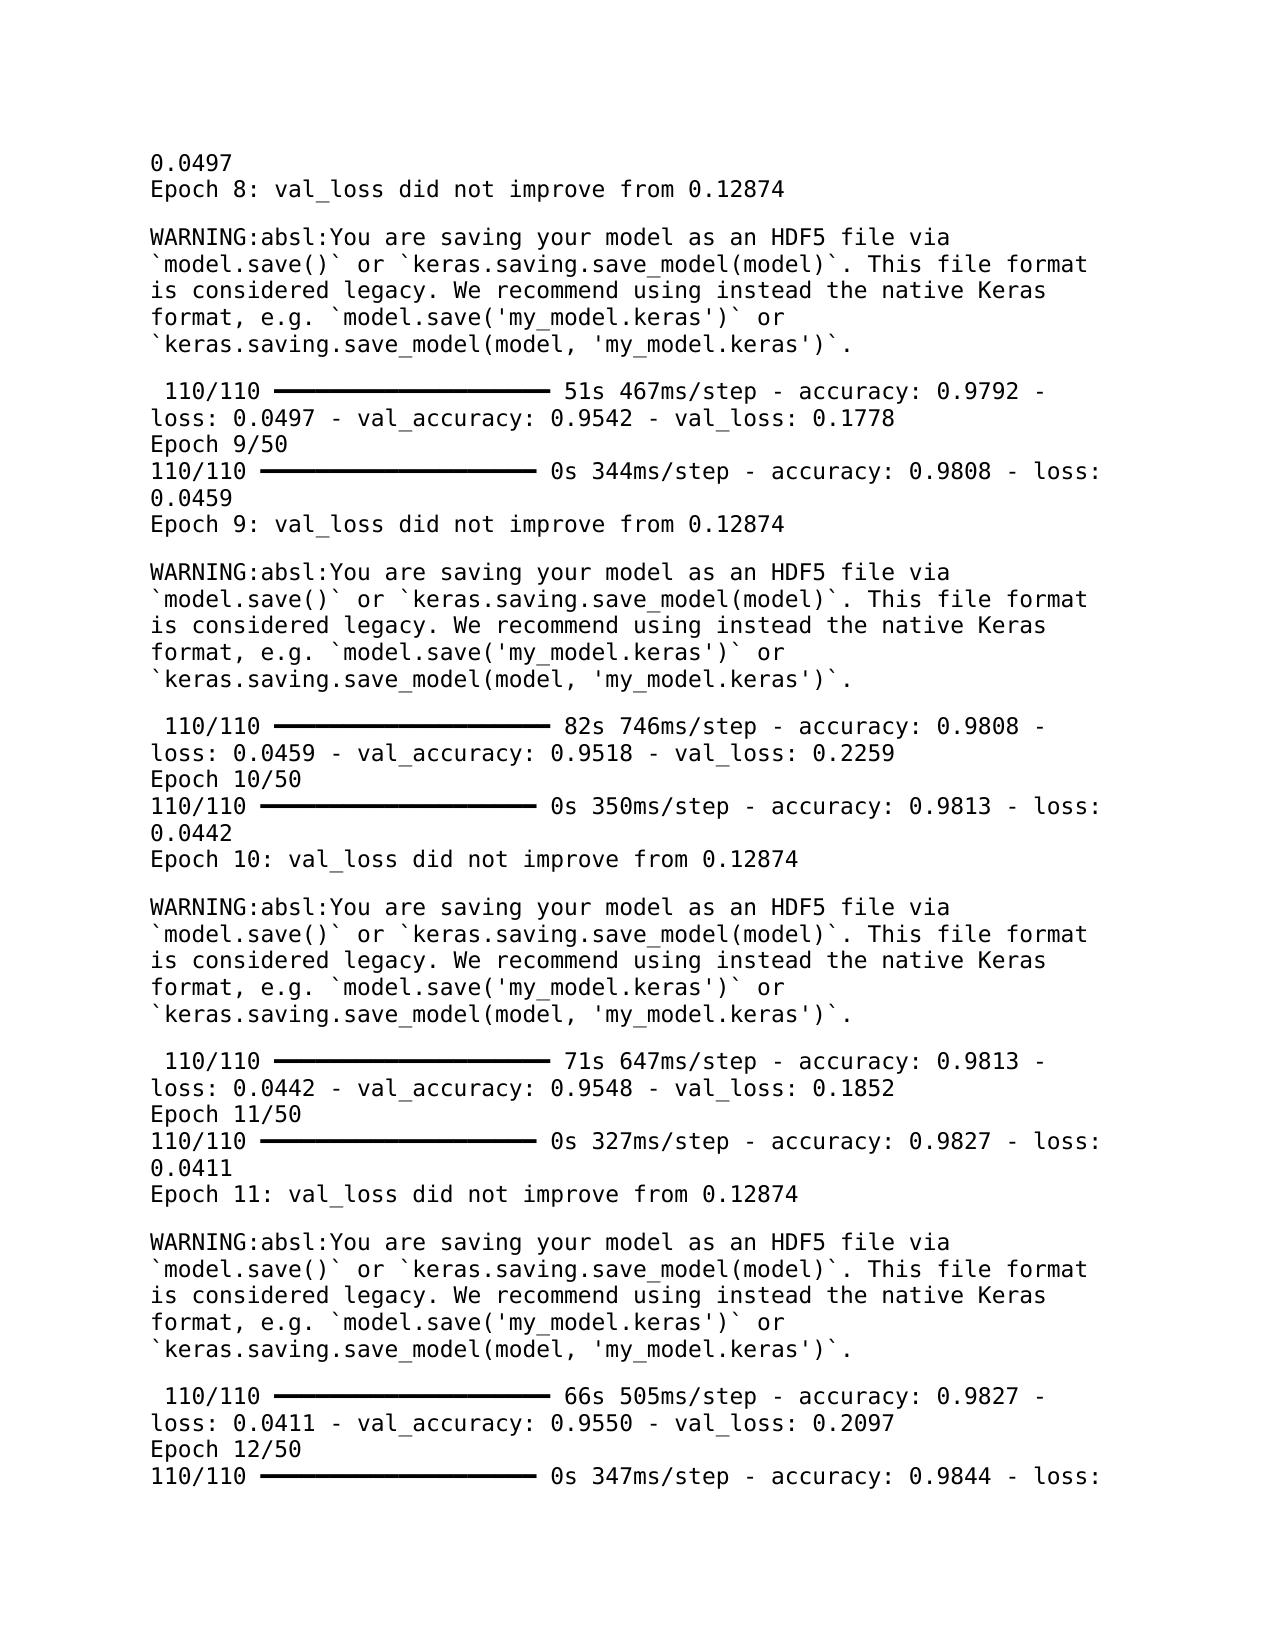 0.0497
Epoch 8: val_loss did not improve from 0.12874
WARNING:absl:You are saving your model as an HDF5 file via
`model.save()` or `keras.saving.save_model(model)`. This file format
is considered legacy. We recommend using instead the native Keras
format, e.g. `model.save('my_model.keras')` or
`keras.saving.save_model(model, 'my_model.keras')`.
110/110 ━━━━━━━━━━━━━━━━━━━━ 51s 467ms/step - accuracy: 0.9792 -
loss: 0.0497 - val_accuracy: 0.9542 - val_loss: 0.1778
Epoch 9/50
110/110 ━━━━━━━━━━━━━━━━━━━━ 0s 344ms/step - accuracy: 0.9808 - loss:
0.0459
Epoch 9: val_loss did not improve from 0.12874
WARNING:absl:You are saving your model as an HDF5 file via
`model.save()` or `keras.saving.save_model(model)`. This file format
is considered legacy. We recommend using instead the native Keras
format, e.g. `model.save('my_model.keras')` or
`keras.saving.save_model(model, 'my_model.keras')`.
110/110 ━━━━━━━━━━━━━━━━━━━━ 82s 746ms/step - accuracy: 0.9808 -
loss: 0.0459 - val_accuracy: 0.9518 - val_loss: 0.2259
Epoch 10/50
110/110 ━━━━━━━━━━━━━━━━━━━━ 0s 350ms/step - accuracy: 0.9813 - loss:
0.0442
Epoch 10: val_loss did not improve from 0.12874
WARNING:absl:You are saving your model as an HDF5 file via
`model.save()` or `keras.saving.save_model(model)`. This file format
is considered legacy. We recommend using instead the native Keras
format, e.g. `model.save('my_model.keras')` or
`keras.saving.save_model(model, 'my_model.keras')`.
110/110 ━━━━━━━━━━━━━━━━━━━━ 71s 647ms/step - accuracy: 0.9813 -
loss: 0.0442 - val_accuracy: 0.9548 - val_loss: 0.1852
Epoch 11/50
110/110 ━━━━━━━━━━━━━━━━━━━━ 0s 327ms/step - accuracy: 0.9827 - loss:
0.0411
Epoch 11: val_loss did not improve from 0.12874
WARNING:absl:You are saving your model as an HDF5 file via
`model.save()` or `keras.saving.save_model(model)`. This file format
is considered legacy. We recommend using instead the native Keras
format, e.g. `model.save('my_model.keras')` or
`keras.saving.save_model(model, 'my_model.keras')`.
110/110 ━━━━━━━━━━━━━━━━━━━━ 66s 505ms/step - accuracy: 0.9827 -
loss: 0.0411 - val_accuracy: 0.9550 - val_loss: 0.2097
Epoch 12/50
110/110 ━━━━━━━━━━━━━━━━━━━━ 0s 347ms/step - accuracy: 0.9844 - loss: